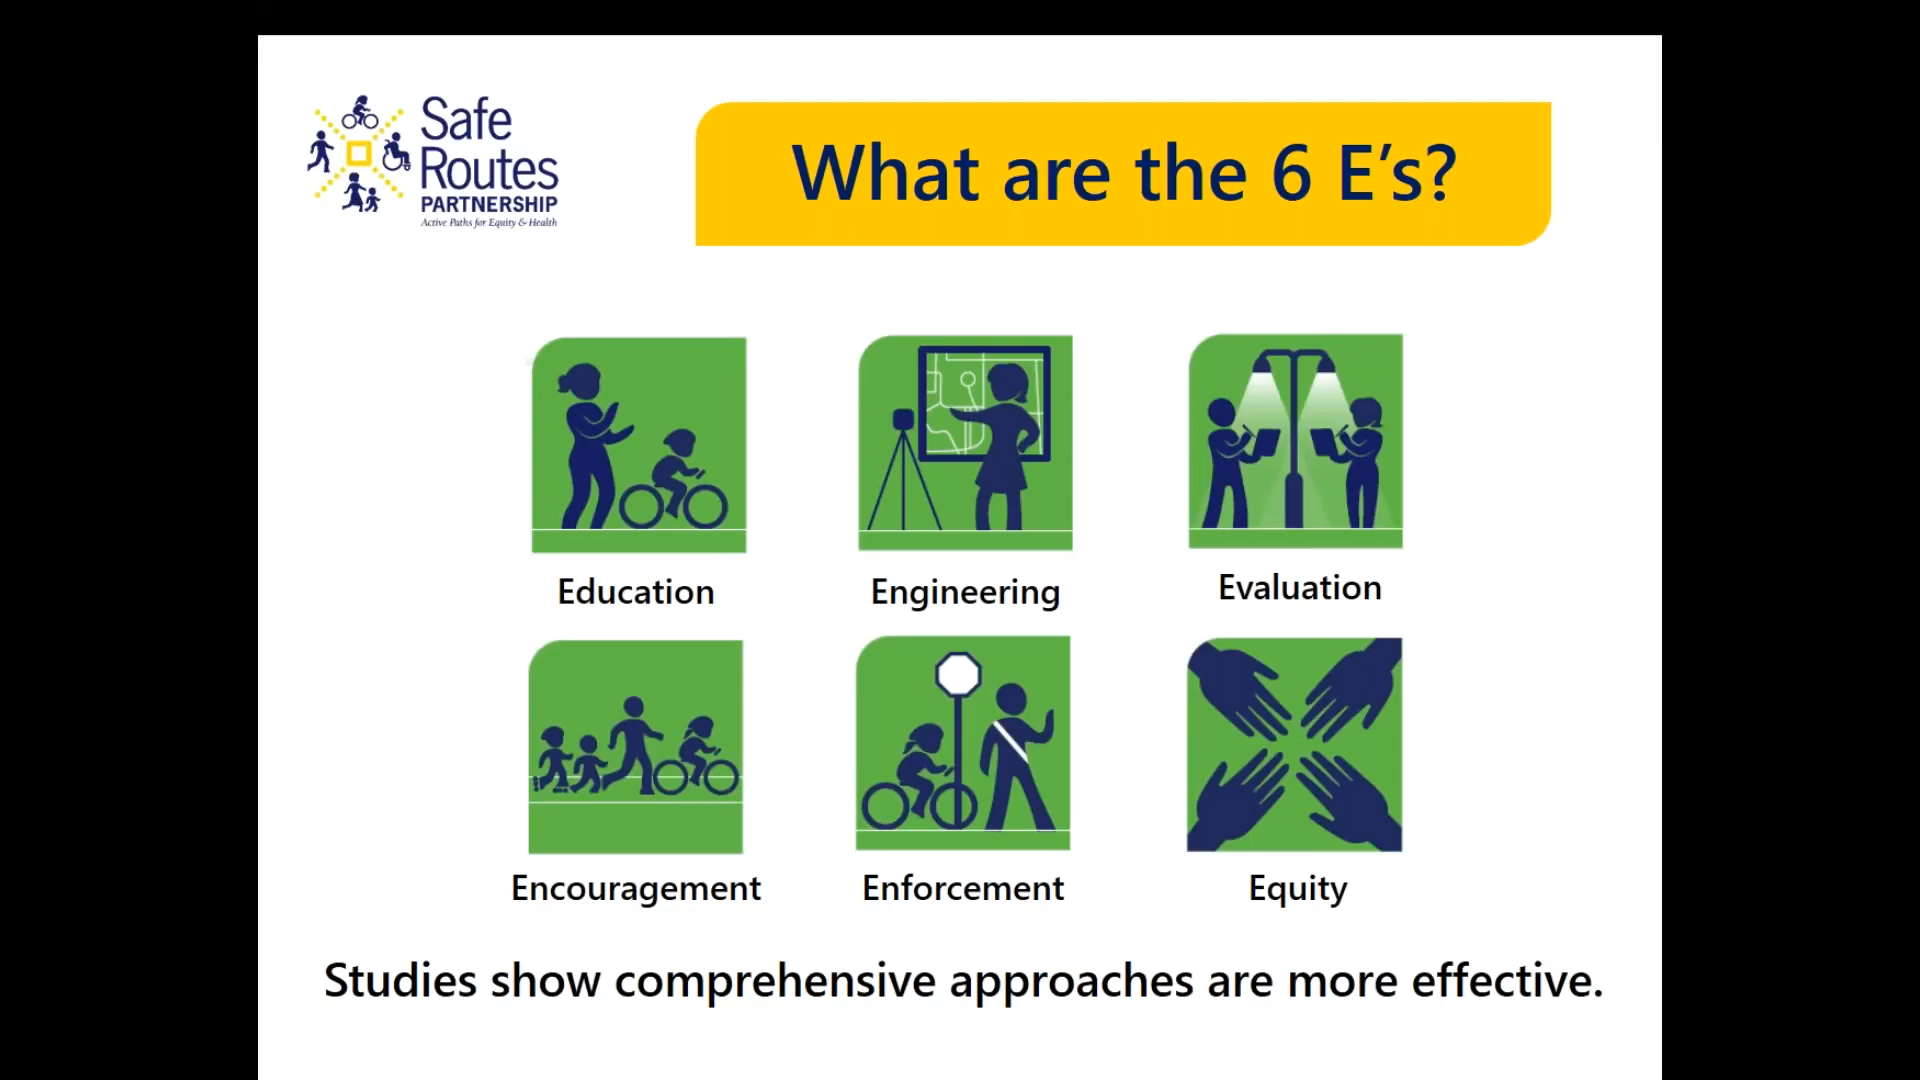 Safe
Routes
PARTNERSHIP
Active Paths for Equity & Health
What are the 6 E's?
Education
Engineering
Evaluation
Encouragement
Enforcement
Equity
Studies show comprehensive approaches are more effective.